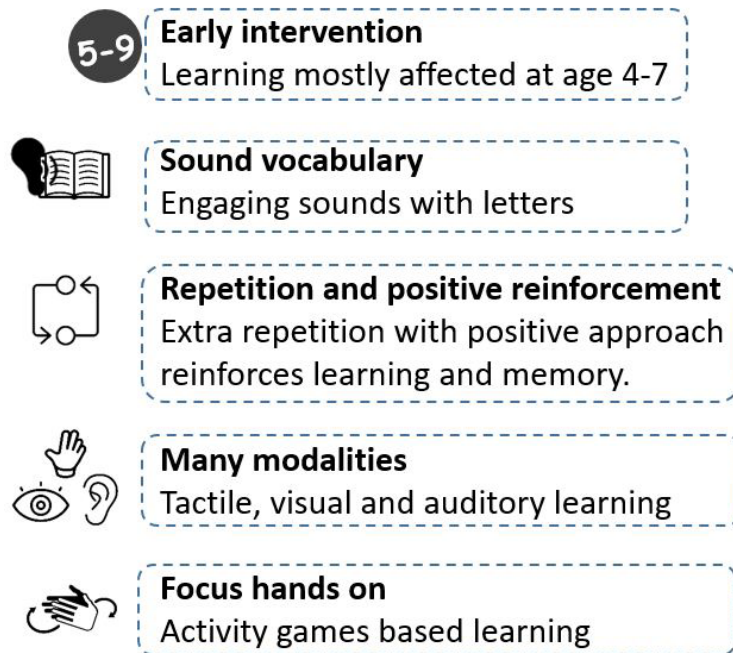 5-9
Early intervention
Learning mostly affected at age 4-7
Sound vocabulary
Engaging sounds with letters
Repetition and positive reinforcement
Extra repetition with positive approach
reinforces learning and memory.
Many modalities
Tactile, visual and auditory learning
Focus hands on
Activity games based learning